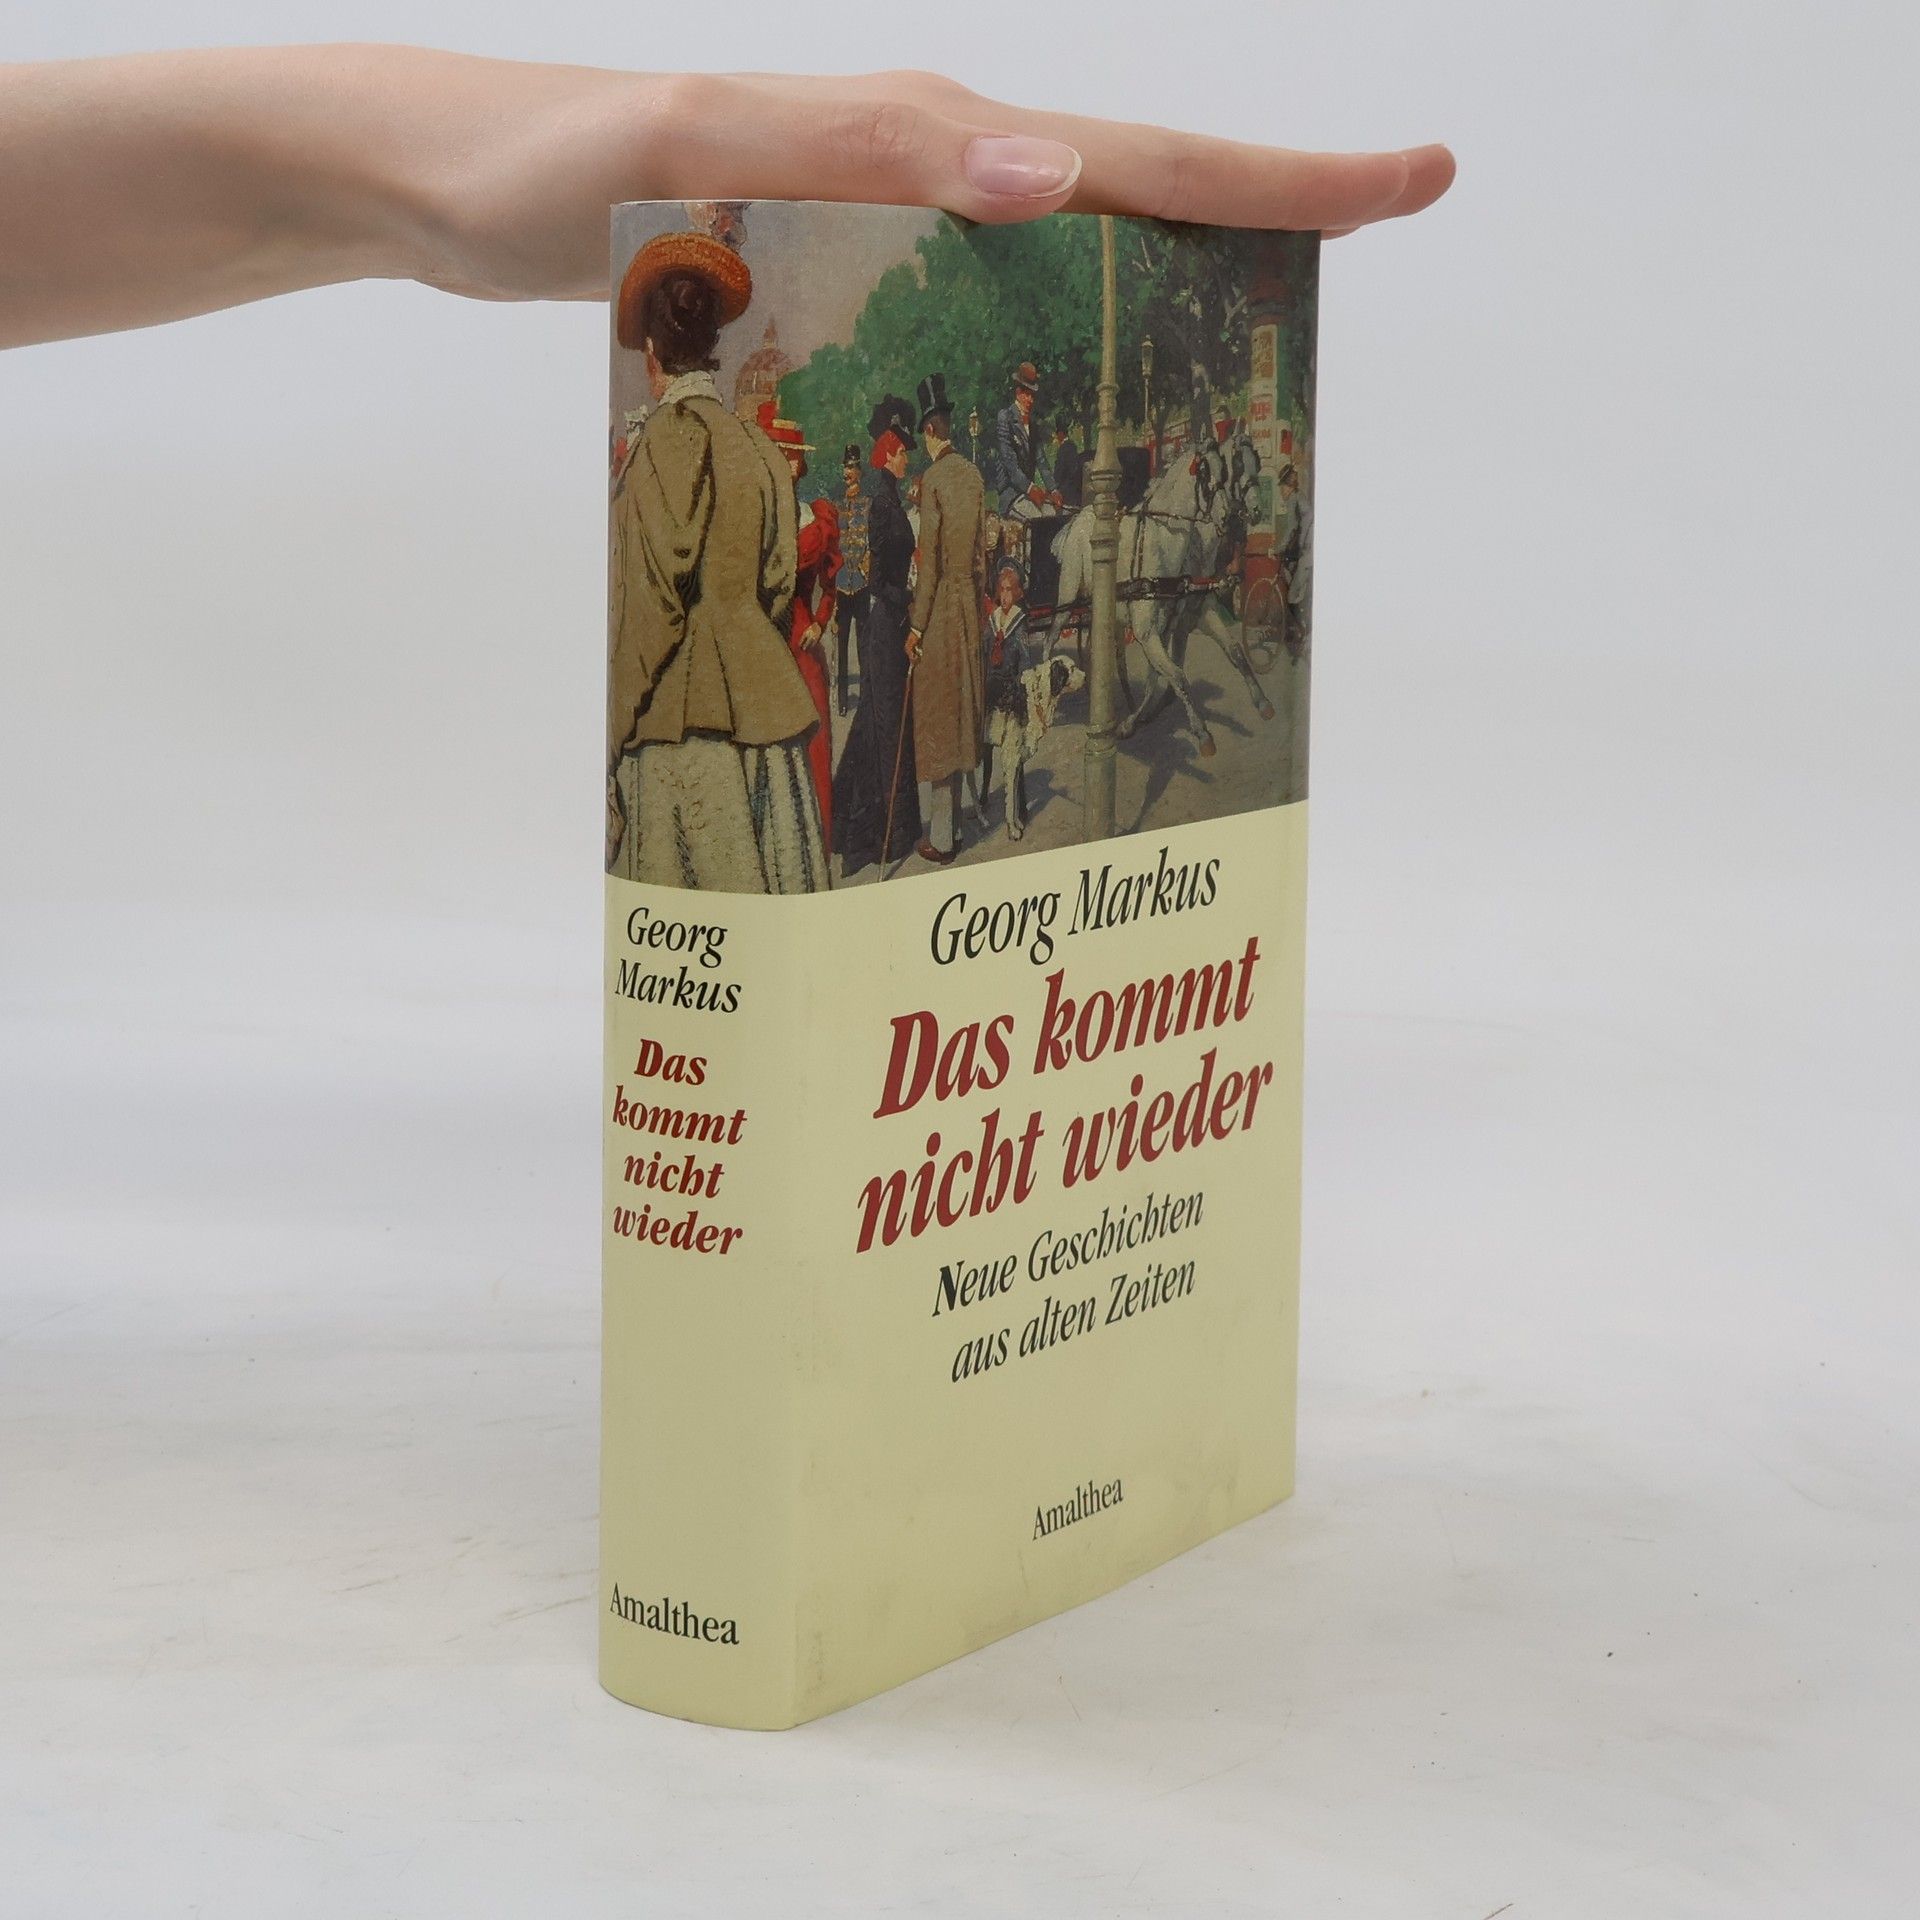 Georg
Markus
Das
kommt
nicht
wieder
Amalthea
Georg Markus
Das kommt
nicht wieder
Neue Geschichten
aus alten Zeiten
Amalthea